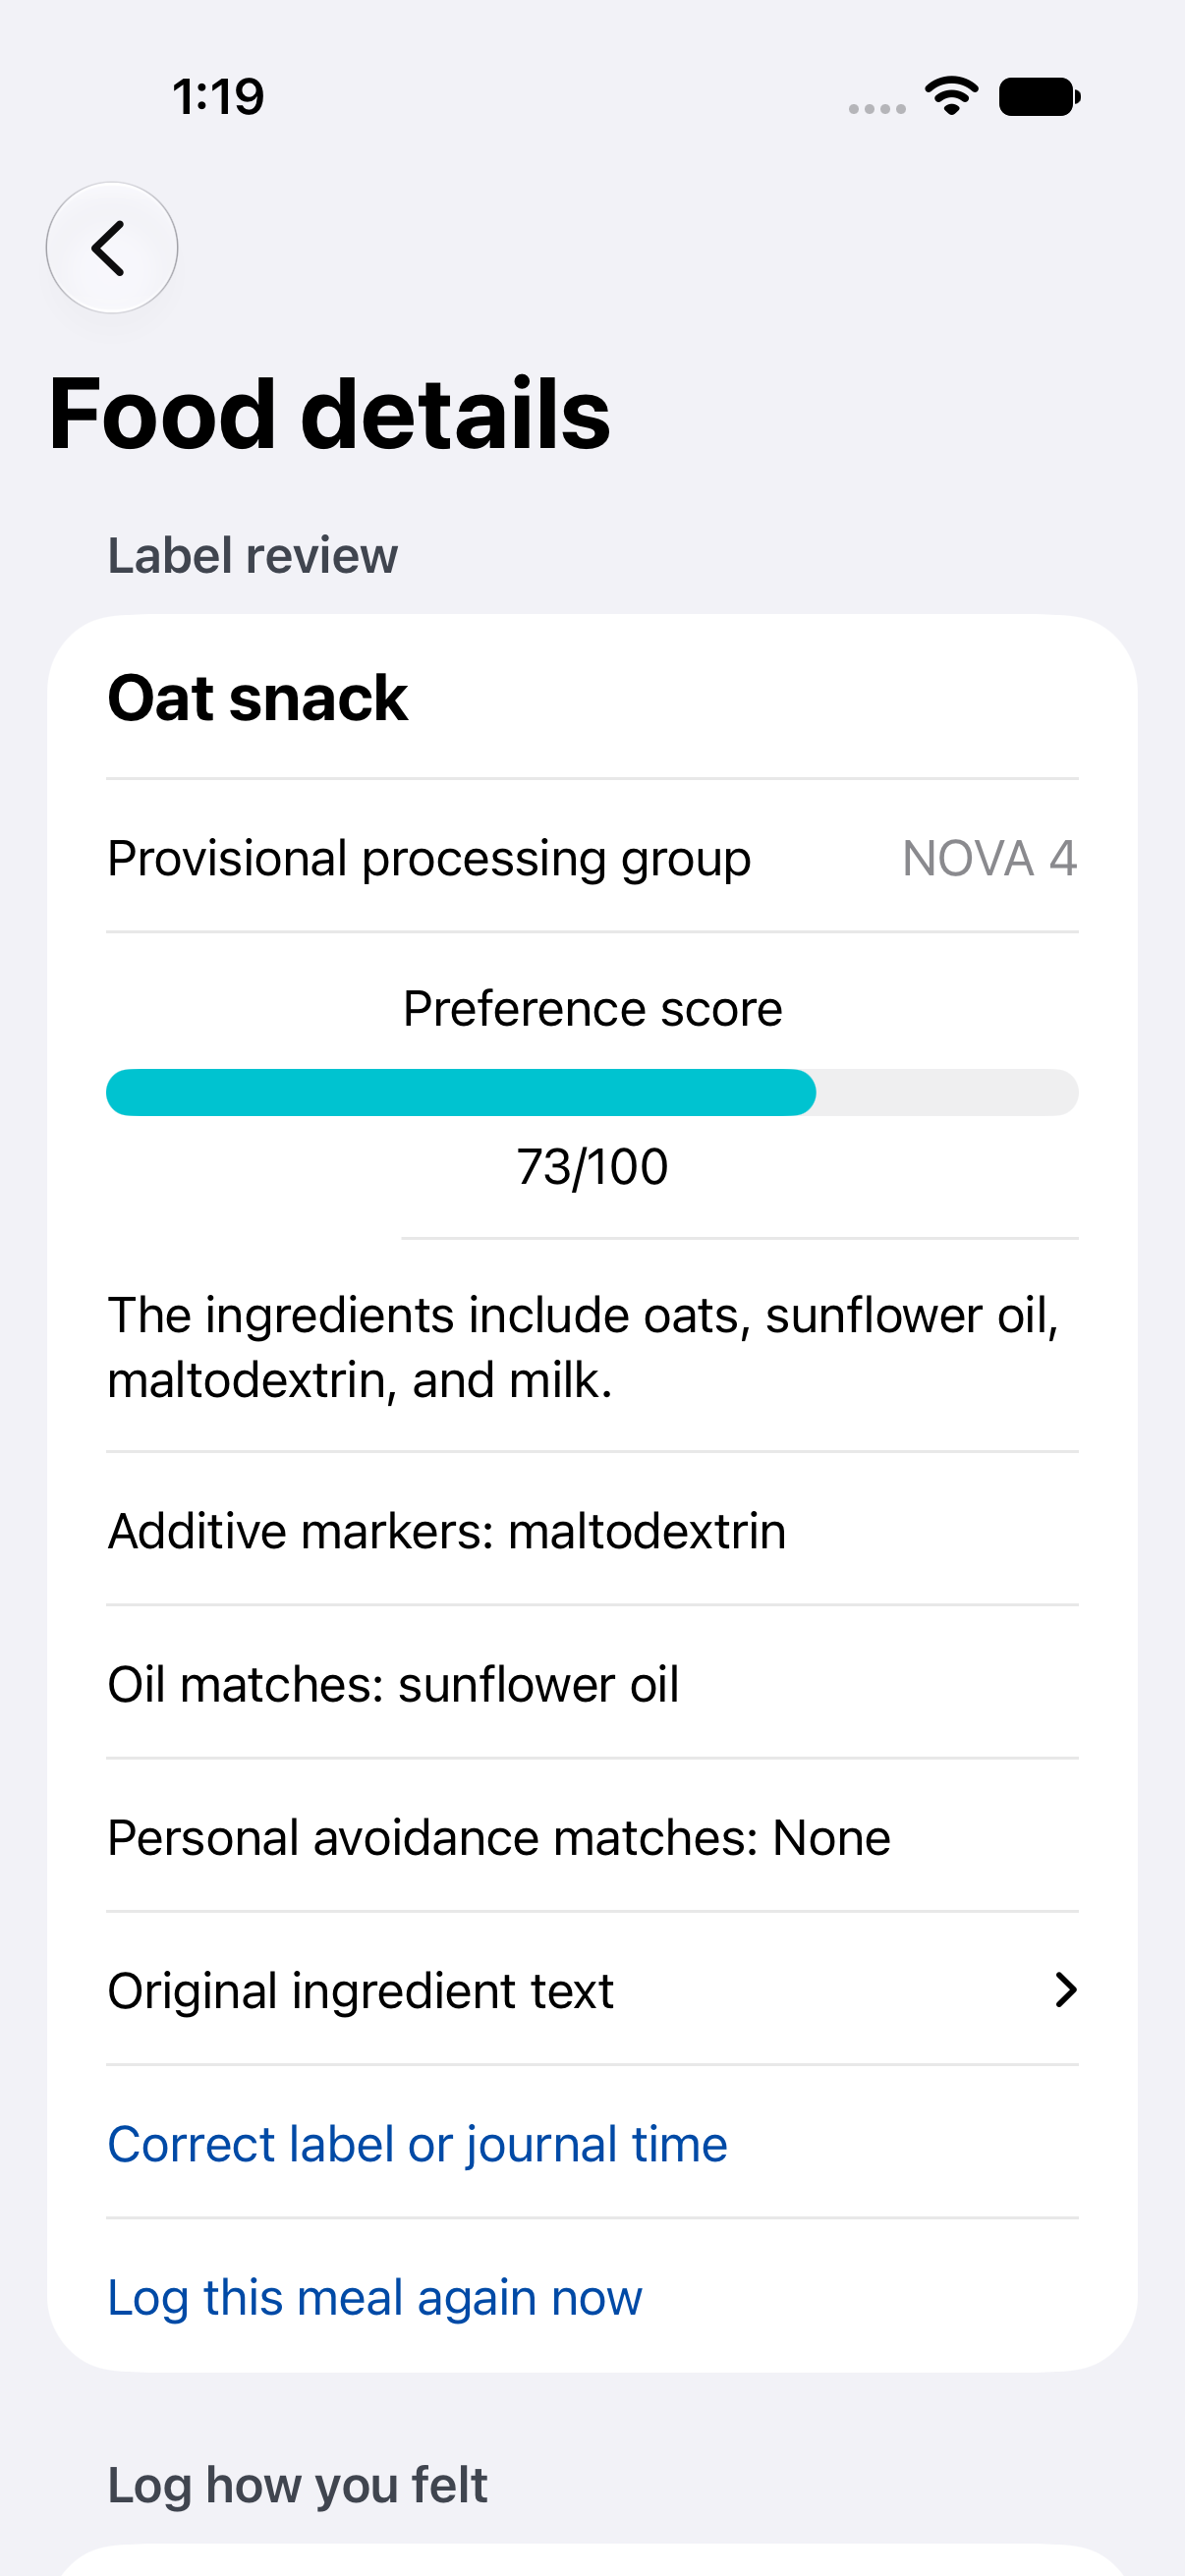 1:19
Food details
Label review
Oat snack
Provisional processing group NOVA 4
Preference score
73/100
The ingredients include oats, sunflower oil,
maltodextrin, and milk.
Additive markers: maltodextrin
Oil matches: sunflower oil
Personal avoidance matches: None
Original ingredient text
Correct label or journal time
Log this meal again now
Log how you felt